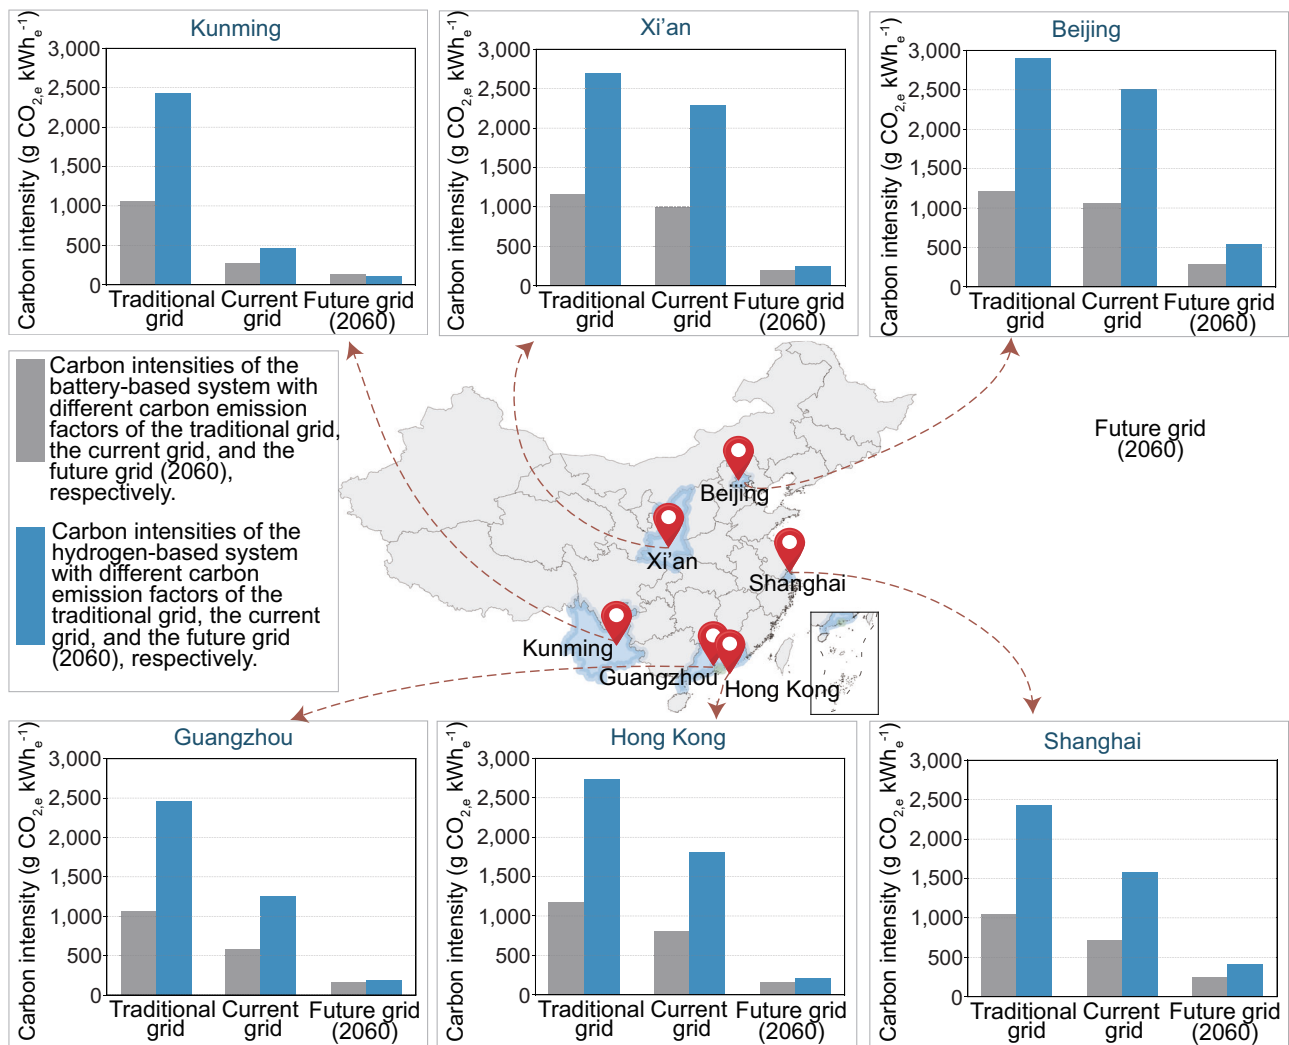 Kunming
Carbon intensity (g CO2,e kWhe-1)
3,000
2,500
2,000
1,500
1,000
500
0
Traditional grid
Current grid
Future grid (2060)
Xi'an
Carbon intensity (g CO2,e kWhe-1)
3,000
2,500
2,000
1,500
1,000
500
0
Traditional grid
Current grid
Future grid (2060)
Beijing
Carbon intensity (g CO2,e kWhe-1)
3,000
2,500
2,000
1,500
1,000
500
0
Traditional grid
Current grid
Future grid (2060)
Carbon intensities of the
battery-based system with
different carbon emission
factors of the traditional grid,
the current grid, and the
future grid (2060),
respectively.
Carbon intensities of the
hydrogen-based system
with different carbon
emission factors of the
traditional grid, the current
grid, and the future grid
(2060), respectively.
Future grid
(2060)
Beijing
Xi'an
Shanghai
Kunming
Guangzhou
Hong Kong
Guangzhou
Carbon intensity (g CO2,e kWhe-1)
3,000
2,500
2,000
1,500
1,000
500
0
Traditional grid
Current grid
Future grid (2060)
Hong Kong
Carbon intensity (g CO2,e kWhe-1)
3,000
2,500
2,000
1,500
1,000
500
0
Traditional grid
Current grid
Future grid (2060)
Shanghai
Carbon intensity (g CO2,e kWhe-1)
3,000
2,500
2,000
1,500
1,000
500
0
Traditional grid
Current grid
Future grid (2060)